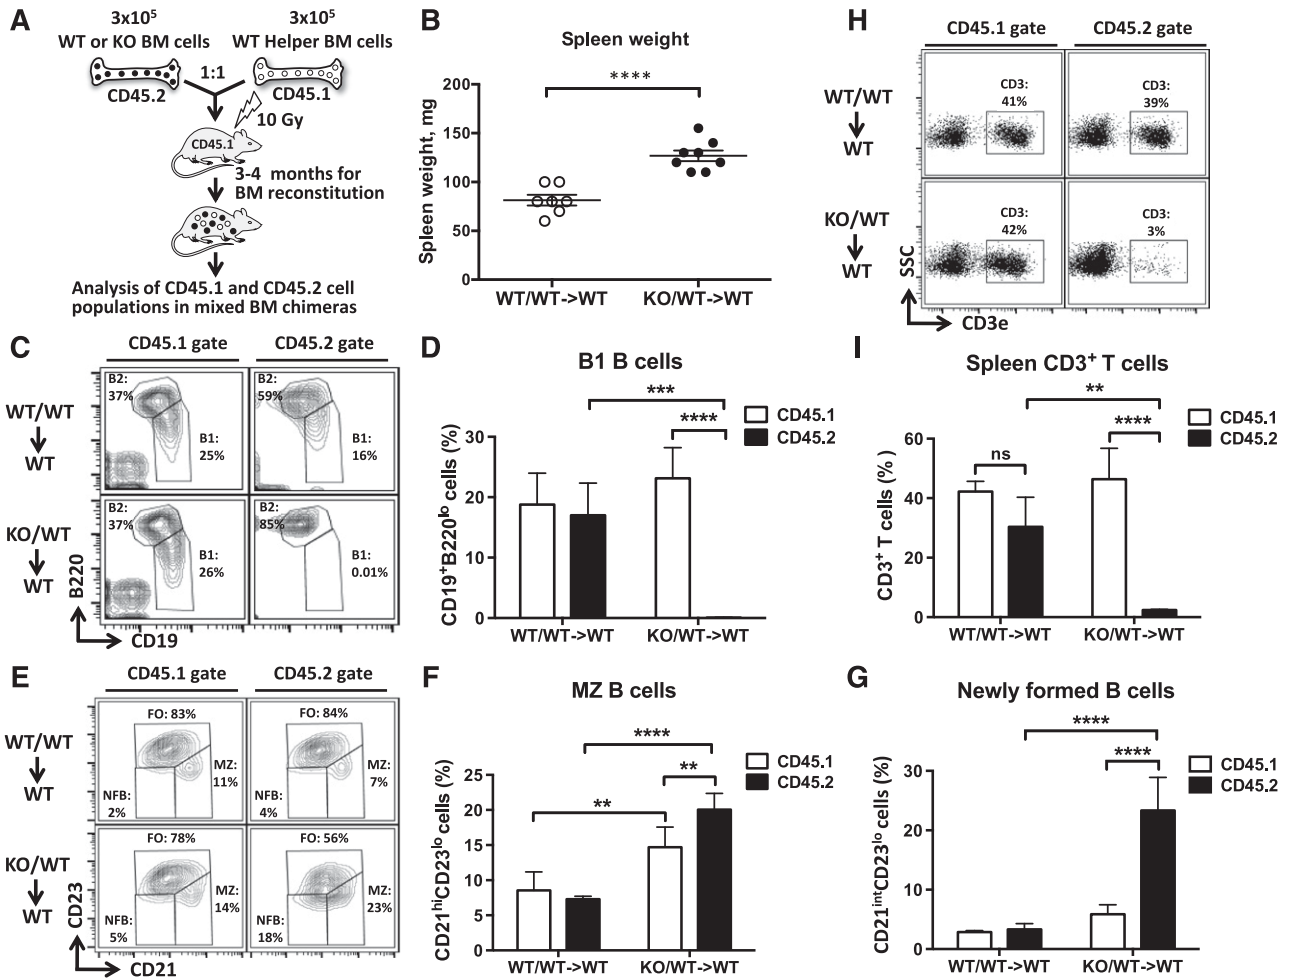 A
3x10⁵
WT or KO BM cells
3x10⁵
WT Helper BM cells
1:1
CD45.2
CD45.1
10 Gy
CD45.1
3-4 months for
BM reconstitution
Analysis of CD45.1 and CD45.2 cell
populations in mixed BM chimeras
B
Spleen weight
****
Spleen weight, mg
200
150
100
50
0
WT/WT->WT
KO/WT->WT
H
CD45.1 gate
CD45.2 gate
WT/WT
WT
CD3:
41%
CD3:
39%
KO/WT
WT
CD3:
42%
CD3:
3%
SSC
CD3e
C
CD45.1 gate
CD45.2 gate
WT/WT
WT
B2:
37%
B1:
25%
B2:
59%
B1:
16%
KO/WT
WT
B2:
37%
B1:
26%
B2:
85%
B1:
0.01%
B220
CD19
D
B1 B cells
***
****
CD45.1
CD45.2
CD19⁺B220ˡᵒ cells (%)
30
20
10
0
WT/WT->WT
KO/WT->WT
I
Spleen CD3⁺ T cells
**
****
ns
CD45.1
CD45.2
CD3⁺ T cells (%)
60
40
20
0
WT/WT->WT
KO/WT->WT
E
CD45.1 gate
CD45.2 gate
WT/WT
WT
FO: 83%
MZ:
11%
NFB:
2%
FO: 84%
MZ:
7%
NFB:
4%
KO/WT
WT
FO: 78%
MZ:
14%
NFB:
5%
FO: 56%
MZ:
23%
NFB:
18%
CD23
CD21
F
MZ B cells
****
**
**
CD45.1
CD45.2
CD21ʰⁱCD23ˡᵒ cells (%)
25
20
15
10
5
0
WT/WT->WT
KO/WT->WT
G
Newly formed B cells
****
****
CD45.1
CD45.2
CD21ⁱⁿᵗCD23ˡᵒ cells (%)
30
20
10
0
WT/WT->WT
KO/WT->WT